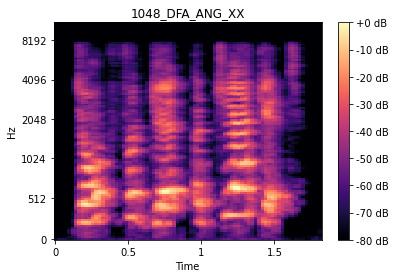 1048_DFA_ANG_XX
+0 dB
8192
-10 dB
4096
-20 dB
-30 dB
2048
Hz
-40 dB
1024
-50 dB
512
-60 dB
-70 dB
0
-80 dB
0
0.5
1
1.5
Time